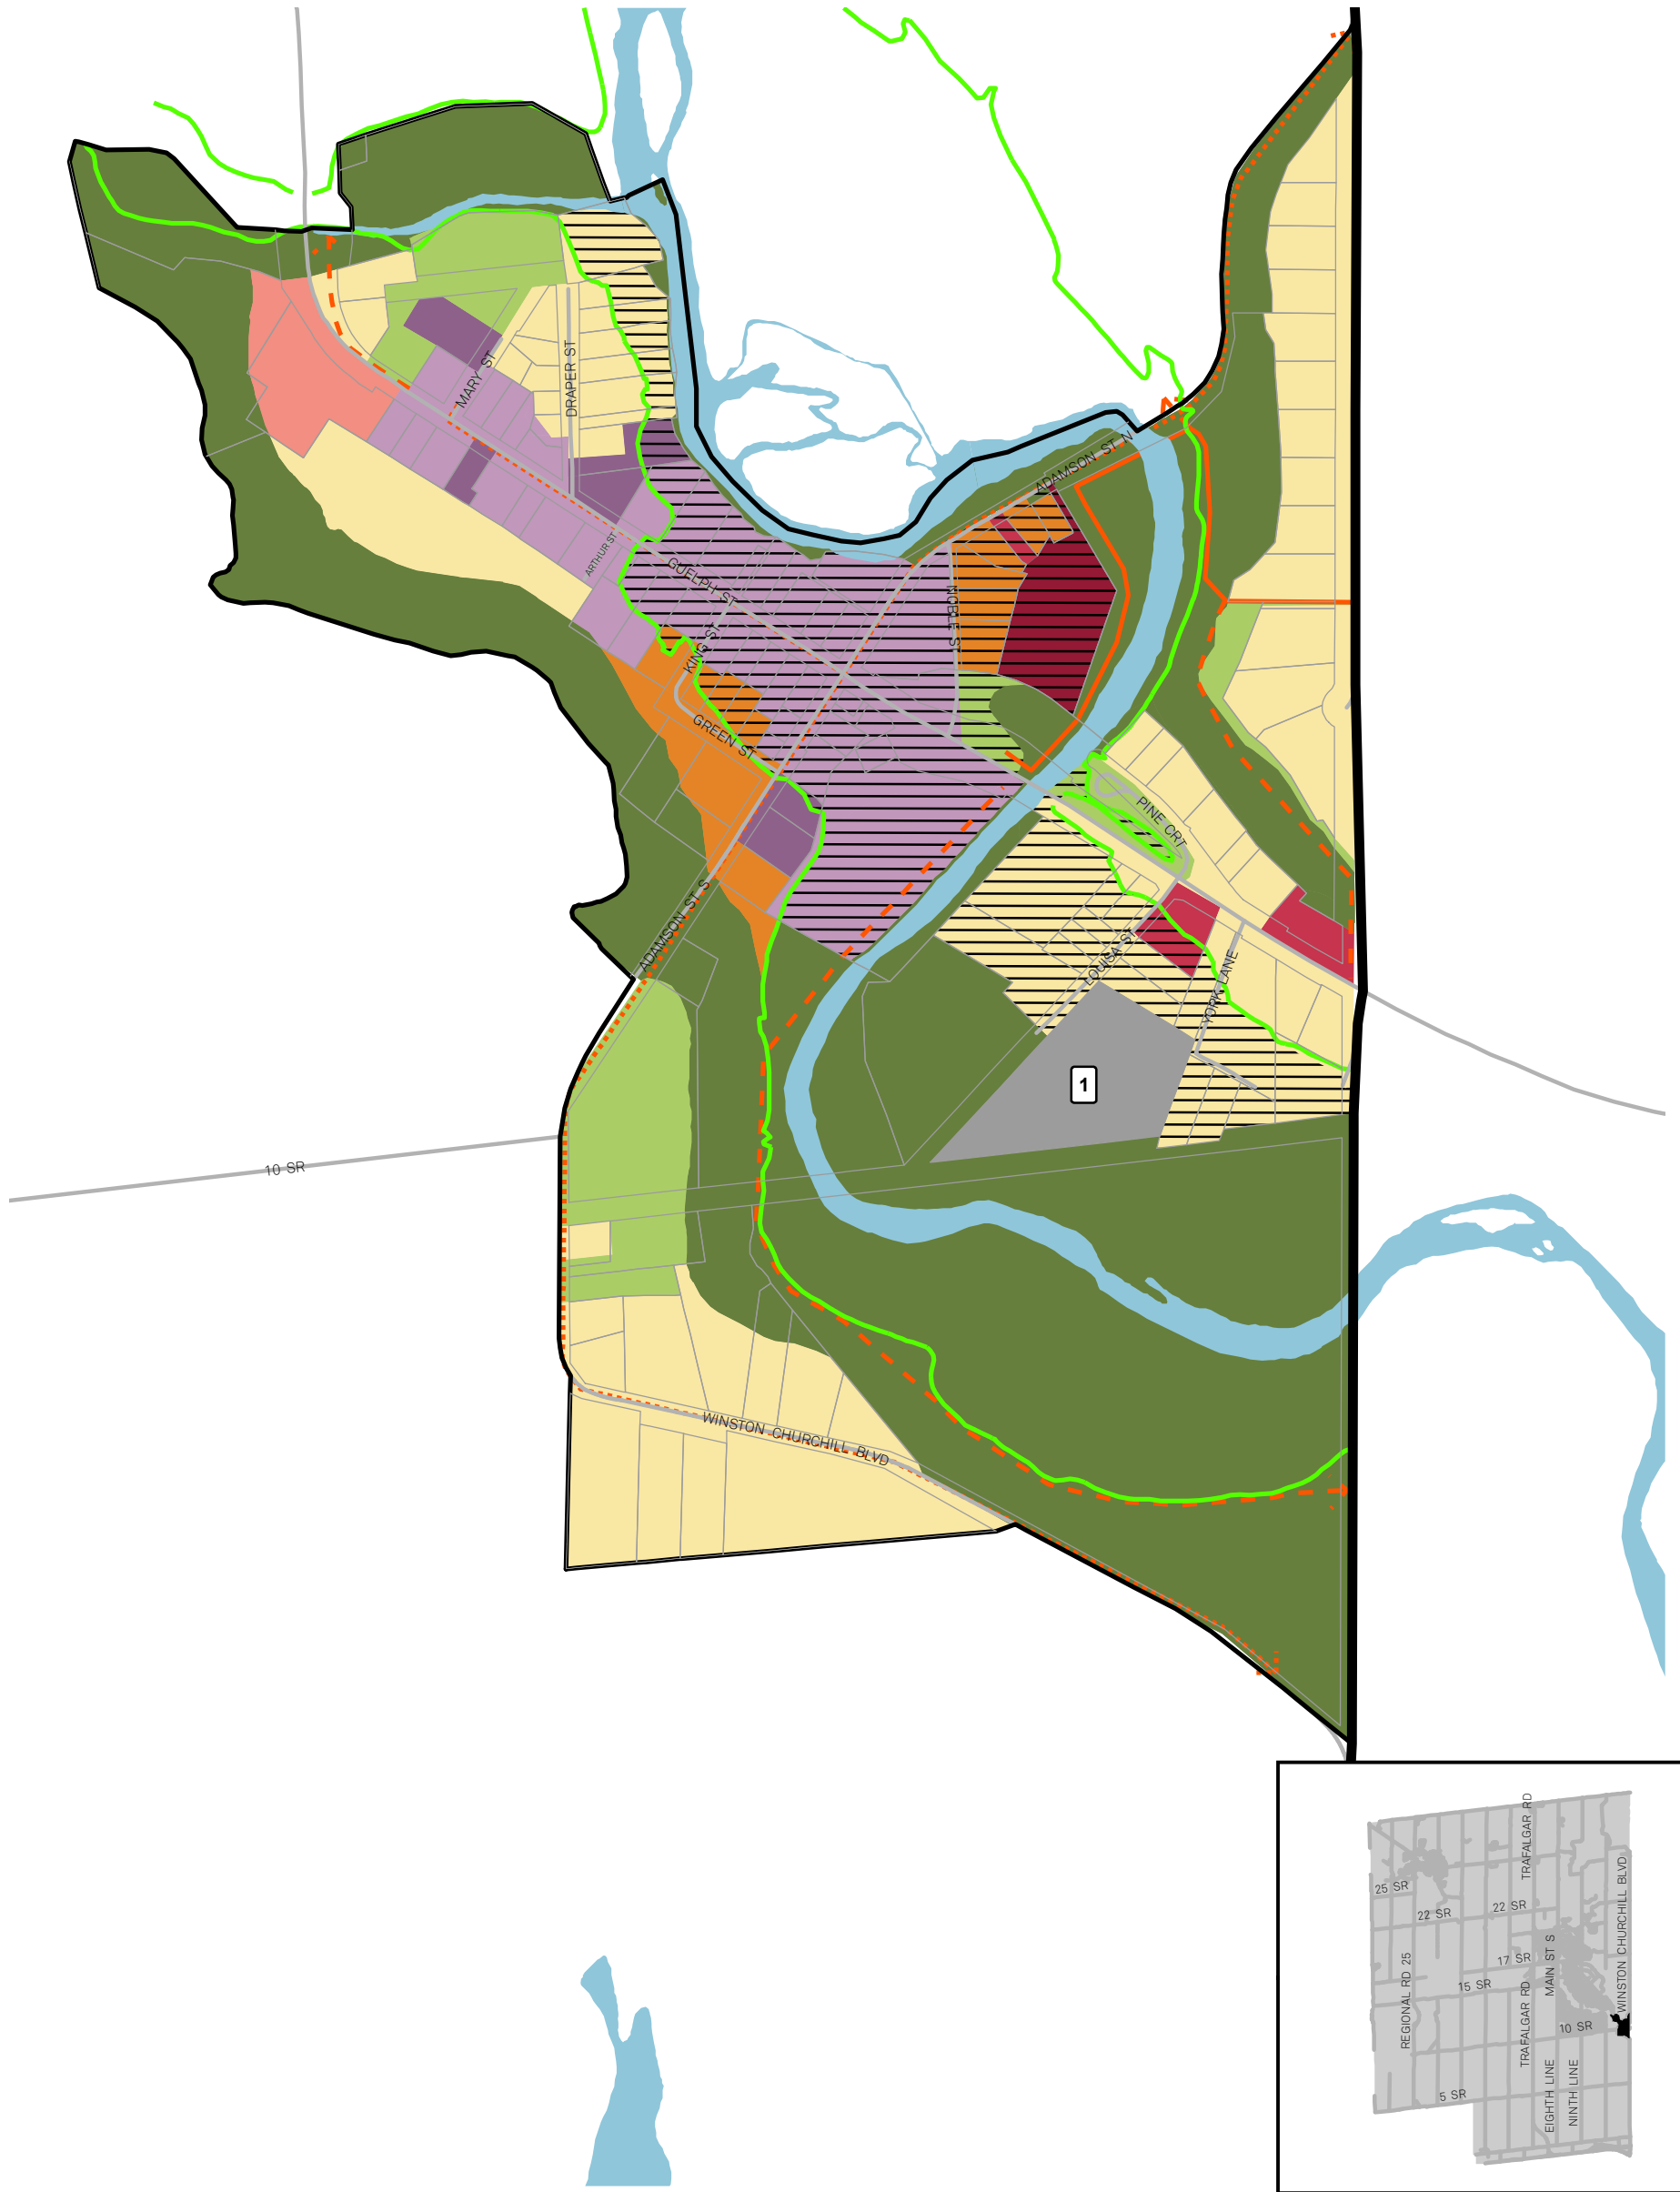 MARY ST
DRAPER ST
ADAMSON ST N
ARTHUR ST
GUELPH ST
NOBLE ST
KING ST
GREEN ST
PINE CRT
ADAMSON ST S
LOUISA ST
YORK LANE
1
10 SR
WINSTON CHURCHILL BLVD
TRAFALGAR RD
25 SR
22 SR
22 SR
WINSTON CHURCHILL BLVD
MAIN ST S
17 SR
15 SR
REGIONAL RD 25
TRAFALGAR RD
10 SR
5 SR
EIGHTH LINE
NINTH LINE